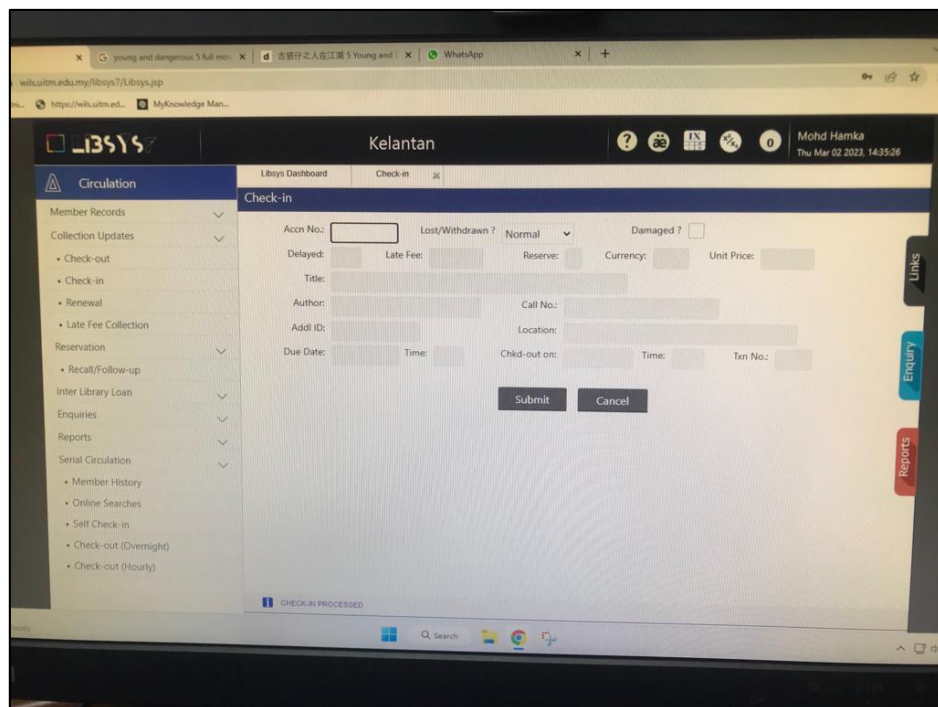 young and dangerous 5 full mov
古惑仔之人在江湖 5 Young and
WhatsApp
wils.uitm.edu.my/libsys7/Libsys.jsp
https://wils.uitm.ed...
MyKnowledge Man...
LIBSYS7
Kelantan
?
æ
IX
0
Mohd Hamka
Thu Mar 02 2023, 14:35:26
Circulation
Libsys Dashboard
Check-in
Check-in
Member Records
Collection Updates
• Check-out
• Check-in
• Renewal
• Late Fee Collection
Reservation
• Recall/Follow-up
Inter Library Loan
Enquiries
Reports
Serial Circulation
• Member History
• Online Searches
• Self Check-in
• Check-out (Overnight)
• Check-out (Hourly)
Accn No.: Lost/Withdrawn ? Normal Damaged ?
Delayed: Late Fee: Reserve: Currency: Unit Price:
Title:
Author: Call No.:
Addl ID: Location:
Due Date: Time: Chkd-out on: Time: Txn No.:
Submit Cancel
Links
Enquiry
Reports
CHECK-IN PROCESSED
Search